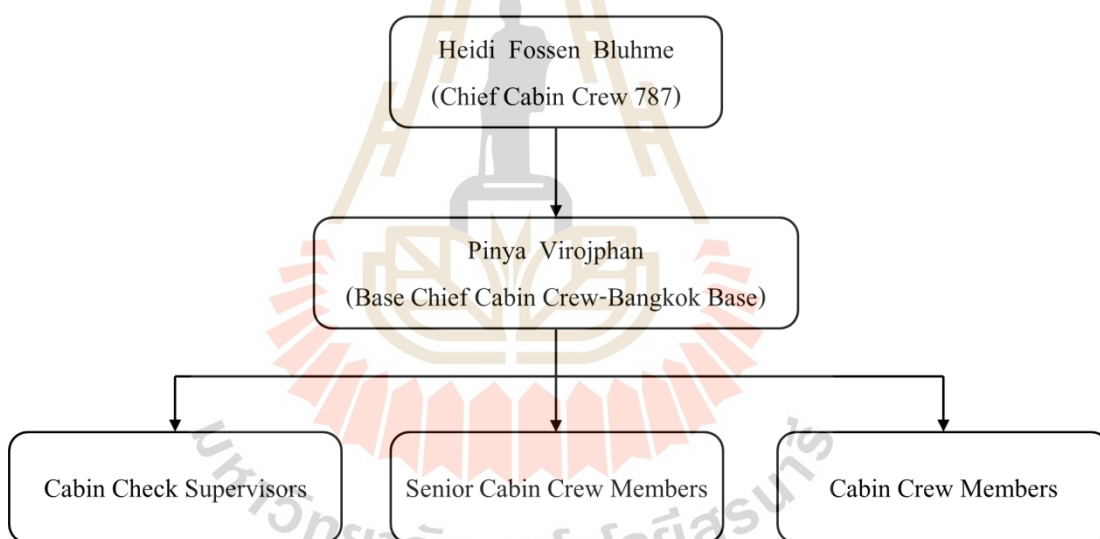 Heidi Fossen Bluhme
(Chief Cabin Crew 787)
Pinya Virojphan
(Base Chief Cabin Crew-Bangkok Base)
Cabin Check Supervisors
Senior Cabin Crew Members
Cabin Crew Members